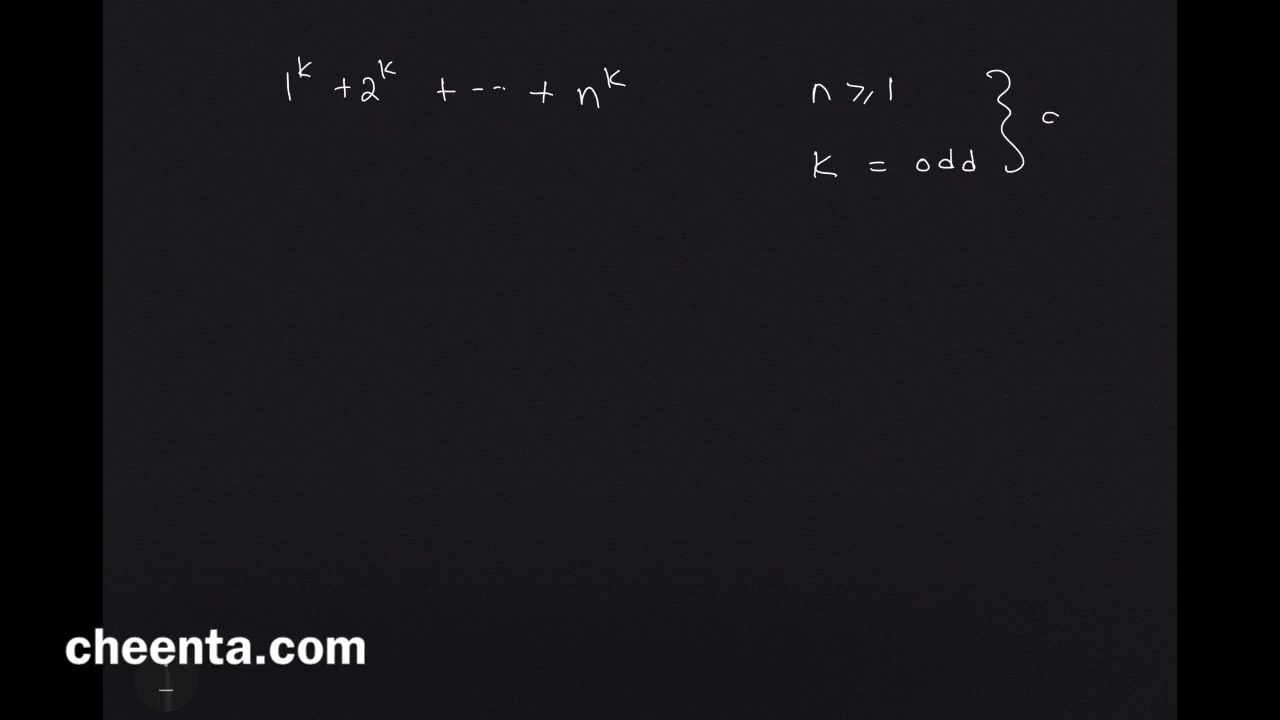 1^k + 2^k + -- ·· + n^k    n ⩾ 1
k = odd
cheenta.com